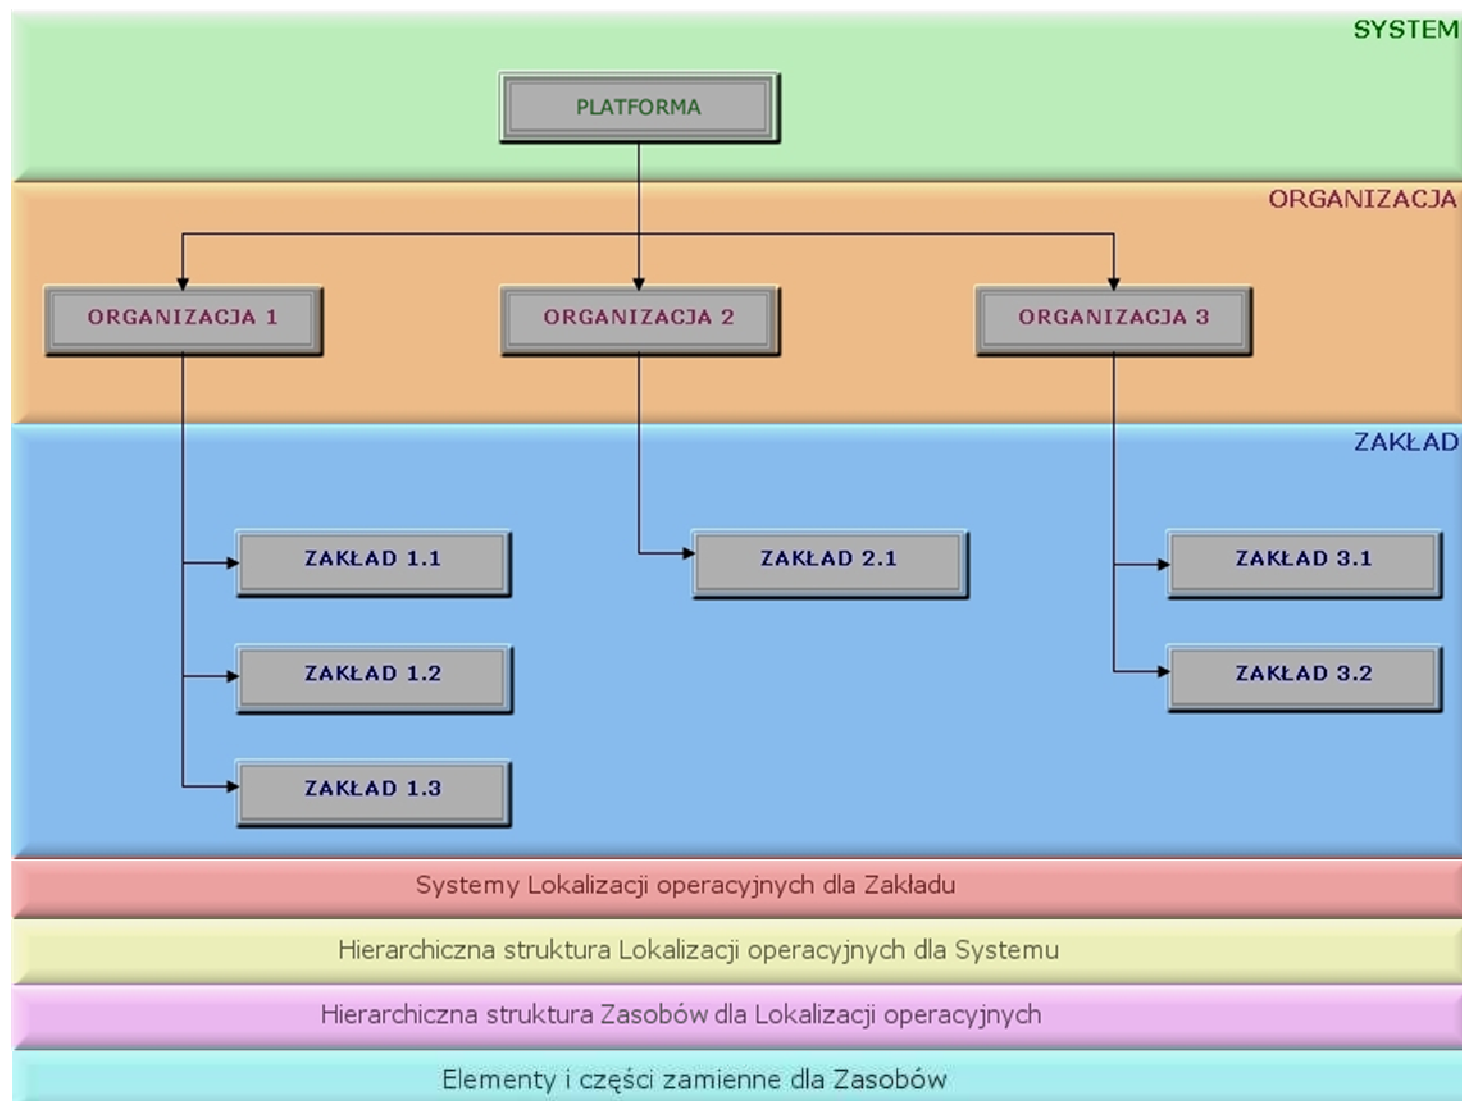 SYSTEM
PLATFORMA
ORGANIZACJA
ORGANIZACJA 1
ORGANIZACJA 2
ORGANIZACJA 3
ZAKŁAD
ZAKŁAD 1.1
ZAKŁAD 2.1
ZAKŁAD 3.1
ZAKŁAD 1.2
ZAKŁAD 3.2
ZAKŁAD 1.3
Systemy Lokalizacji operacyjnych dla Zakładu
Hierarchiczna struktura Lokalizacji operacyjnych dla Systemu
Hierarchiczna struktura Zasobów dla Lokalizacji operacyjnych
Elementy i części zamienne dla Zasobów